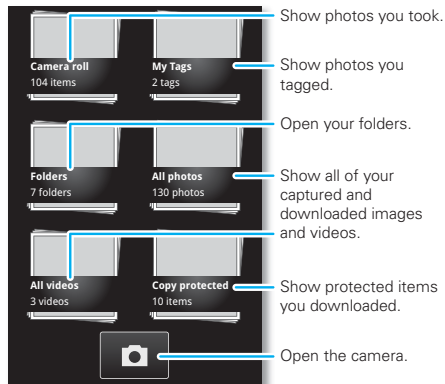 Show photos you took.
Camera roll
104 items
My Tags
2 tags
Show photos you
tagged.
Open your folders.
Folders
7 folders
All photos
130 photos
Show all of your
captured and
downloaded images
and videos.
All videos
3 videos
Copy protected
10 items
Show protected items
you downloaded.
Open the camera.